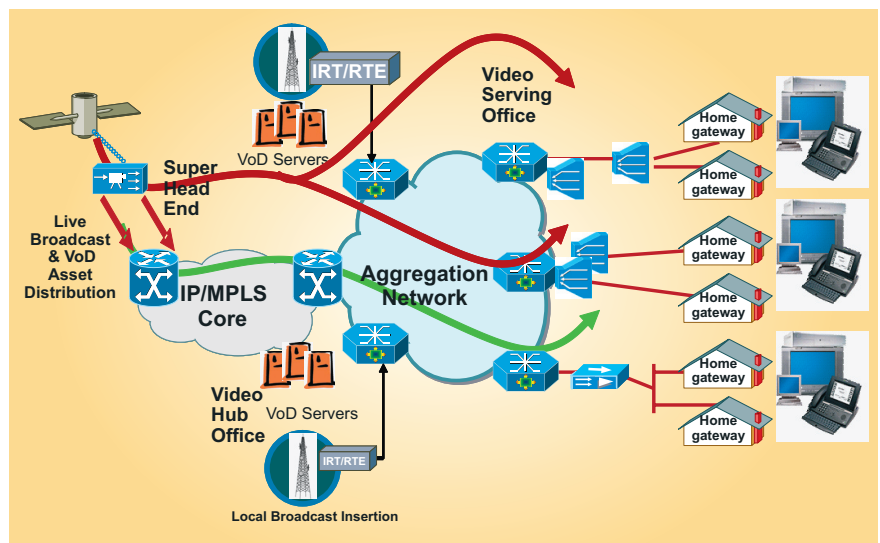 IRT/RTE
VoD Servers
Video
Serving
Office
Super
Head
End
Live
Broadcast
& VoD
Asset
Distribution
IP/MPLS
Core
Aggregation
Network
Home
gateway
Home
gateway
Home
gateway
Home
gateway
Home
gateway
Home
gateway
Video
Hub
Office
VoD Servers
IRT/RTE
Local Broadcast Insertion